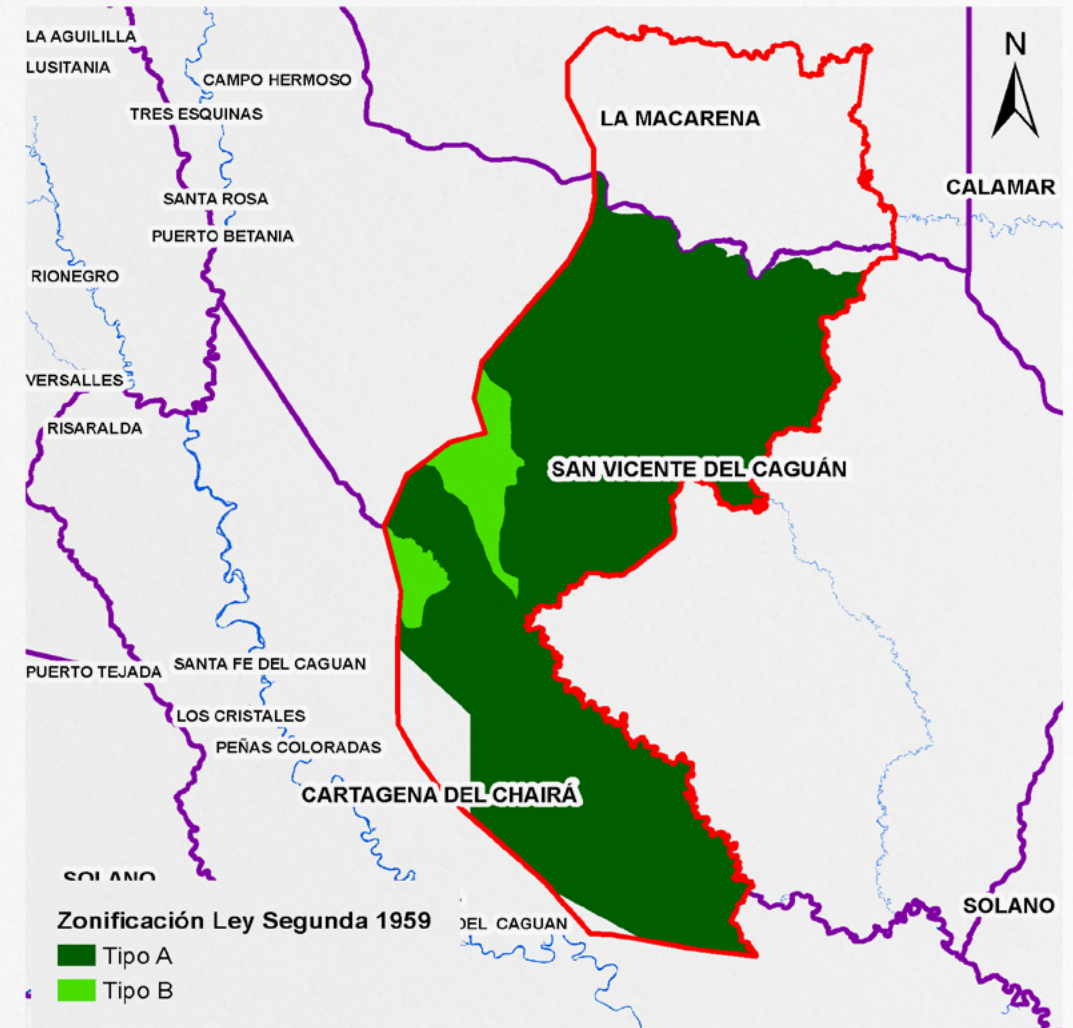 LA AGUILILLA
N
LUSITANIA
CAMPO HERMOSO
TRES ESQUINAS
LA MACARENA
CALAMAR
SANTA ROSA
PUERTO BETANIA
RIONEGRO
VERSALLES
RISARALDA
SAN VICENTE DEL CAGUÁN
PUERTO TEJADA
SANTA FE DEL CAGUAN
LOS CRISTALES
PEÑAS COLORADAS
CARTAGENA DEL CHAIRÁ
SOLANO
SOLANO
Zonificación Ley Segunda 1959
DEL CAGUAN
Tipo A
Tipo B